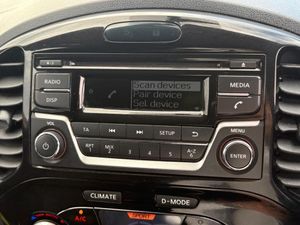 RADIO
MEDIA
DISP
Scan devices
Pair device
Sel device
VOL
TA
SETUP
MENU
RPT
1
MIX
2
3
4
5
6
A-Z
ENTER
CLIMATE
D-MODE
A/C
SPORT